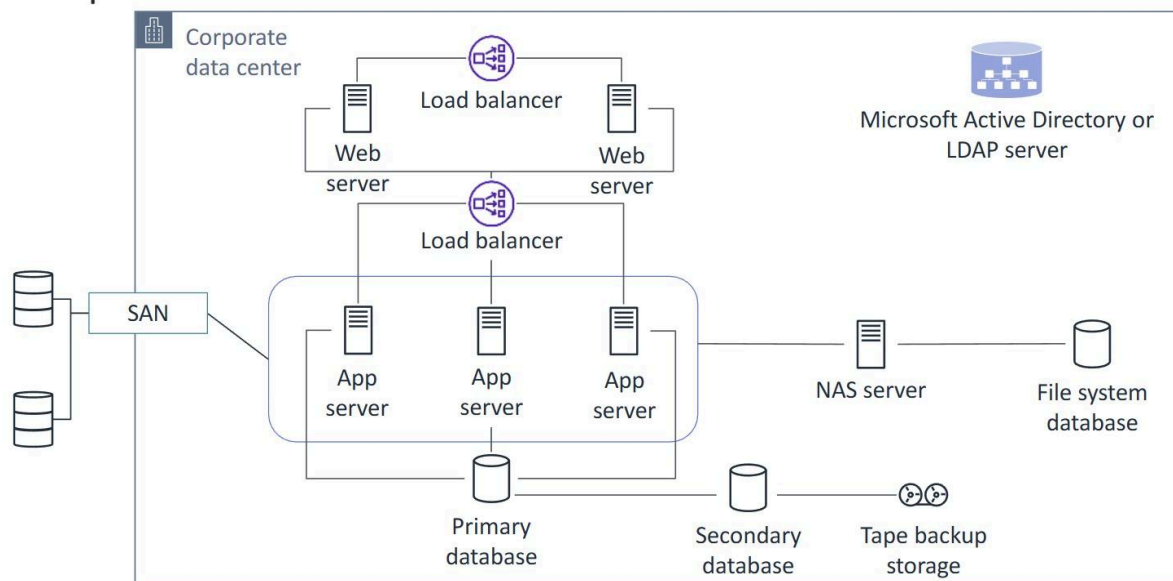 Corporate
data center
Load balancer
Microsoft Active Directory or
LDAP server
Web
server
Web
server
Load balancer
SAN
App
server
App
server
App
server
NAS server
File system
database
Primary
database
Secondary
database
Tape backup
storage